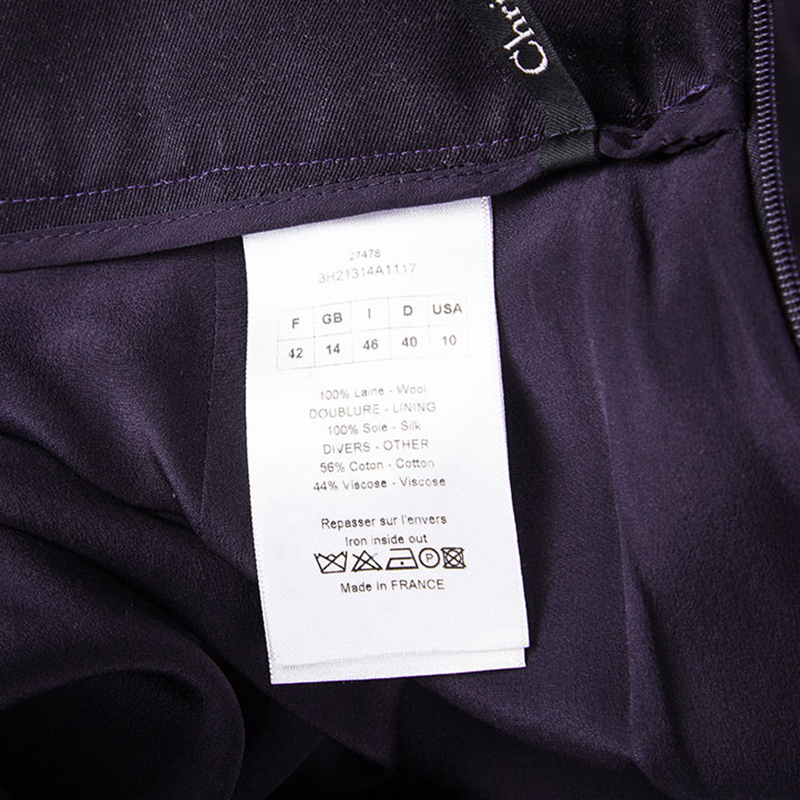 Chri
27478
3H21314A1117
F GB I D USA
42 14 46 40 10
100% Laine - Wool
DOUBLURE - LINING
100% Soie - Silk
DIVERS - OTHER
56% Coton - Cotton
44% Viscose - Viscose
Repasser sur l'envers
Iron inside out
P
Made in FRANCE